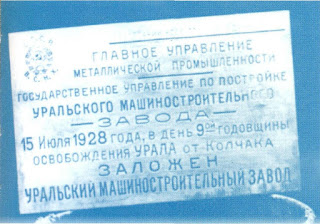 ГЛАВНОЕ УПРАВЛЕНИЕ
МЕТАЛЛИЧЕСКОЙ ПРОМЫШЛЕННОСТИ
ГОСУДАРСТВЕННОЕ УПРАВЛЕНИЕ ПО ПОСТРОЙКЕ
УРАЛЬСКОГО МАШИНОСТРОИТЕЛЬНОГО
— ЗАВОДА —
15 Июля 1928 ГОДА, В ДЕНЬ 9ОЙ ГОДОВЩИНЫ
ОСВОБОЖДЕНИЯ УРАЛА ОТ КОЛЧАКА
ЗАЛОЖЕН
УРАЛЬСКИЙ МАШИНОСТРОИТЕЛЬНЫЙ ЗАВОД